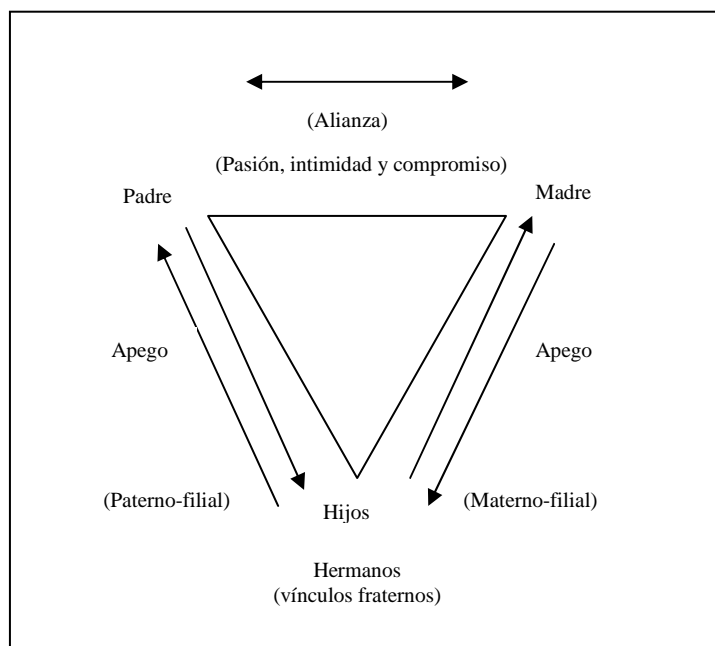 (Alianza)
(Pasión, intimidad y compromiso)
Padre
Madre
Apego
Apego
(Paterno-filial)
(Materno-filial)
Hijos
Hermanos
(vínculos fraternos)